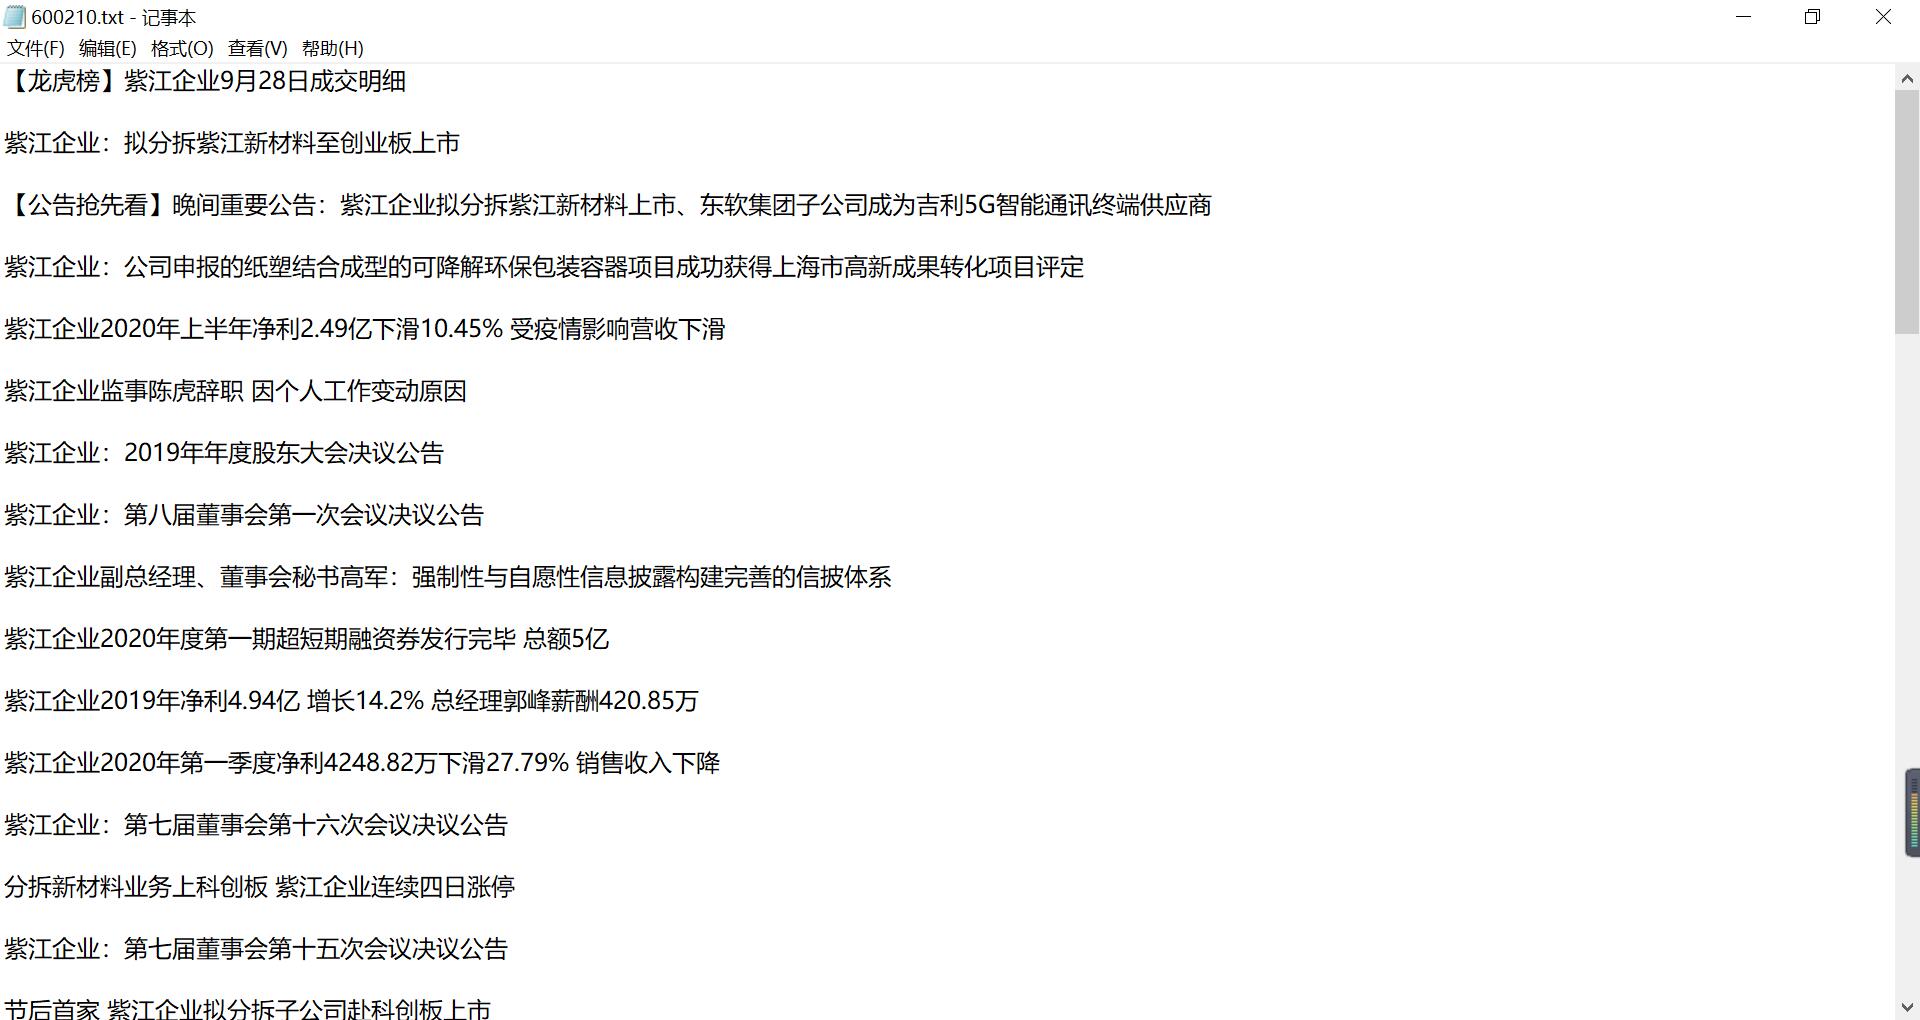 600210.txt - 记事本
文件(F) 编辑(E) 格式(O) 查看(V) 帮助(H)
【龙虎榜】紫江企业9月28日成交明细
紫江企业：拟分拆紫江新材料至创业板上市
【公告抢先看】晚间重要公告：紫江企业拟分拆紫江新材料上市、东软集团子公司成为吉利5G智能通讯终端供应商
紫江企业：公司申报的纸塑结合成型的可降解环保包装容器项目成功获得上海市高新成果转化项目评定
紫江企业2020年上半年净利2.49亿下滑10.45% 受疫情影响营收下滑
紫江企业监事陈虎辞职 因个人工作变动原因
紫江企业：2019年年度股东大会决议公告
紫江企业：第八届董事会第一次会议决议公告
紫江企业副总经理、董事会秘书高军：强制性与自愿性信息披露构建完善的信披体系
紫江企业2020年度第一期超短期融资券发行完毕 总额5亿
紫江企业2019年净利4.94亿 增长14.2% 总经理郭峰薪酬420.85万
紫江企业2020年第一季度净利4248.82万下滑27.79% 销售收入下降
紫江企业：第七届董事会第十六次会议决议公告
分拆新材料业务上科创板 紫江企业连续四日涨停
紫江企业：第七届董事会第十五次会议决议公告
节后首家 紫江企业拟分拆子公司赴科创板上市